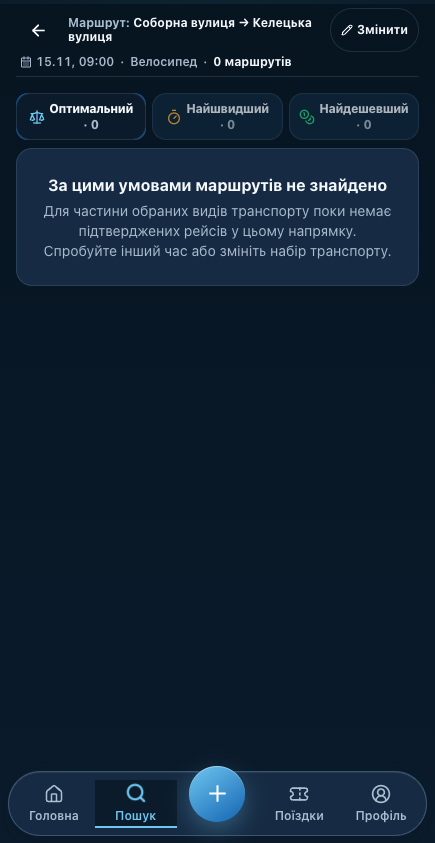 Маршрут: Соборна вулиця → Келецька
вулиця
Змінити
15.11, 09:00 · Велосипед · 0 маршрутів
Оптимальний
· 0
Найшвидший
· 0
Найдешевший
· 0
За цими умовами маршрутів не знайдено
Для частини обраних видів транспорту поки немає
підтверджених рейсів у цьому напрямку.
Спробуйте інший час або змініть набір транспорту.
Головна
Пошук
Поїздки
Профіль